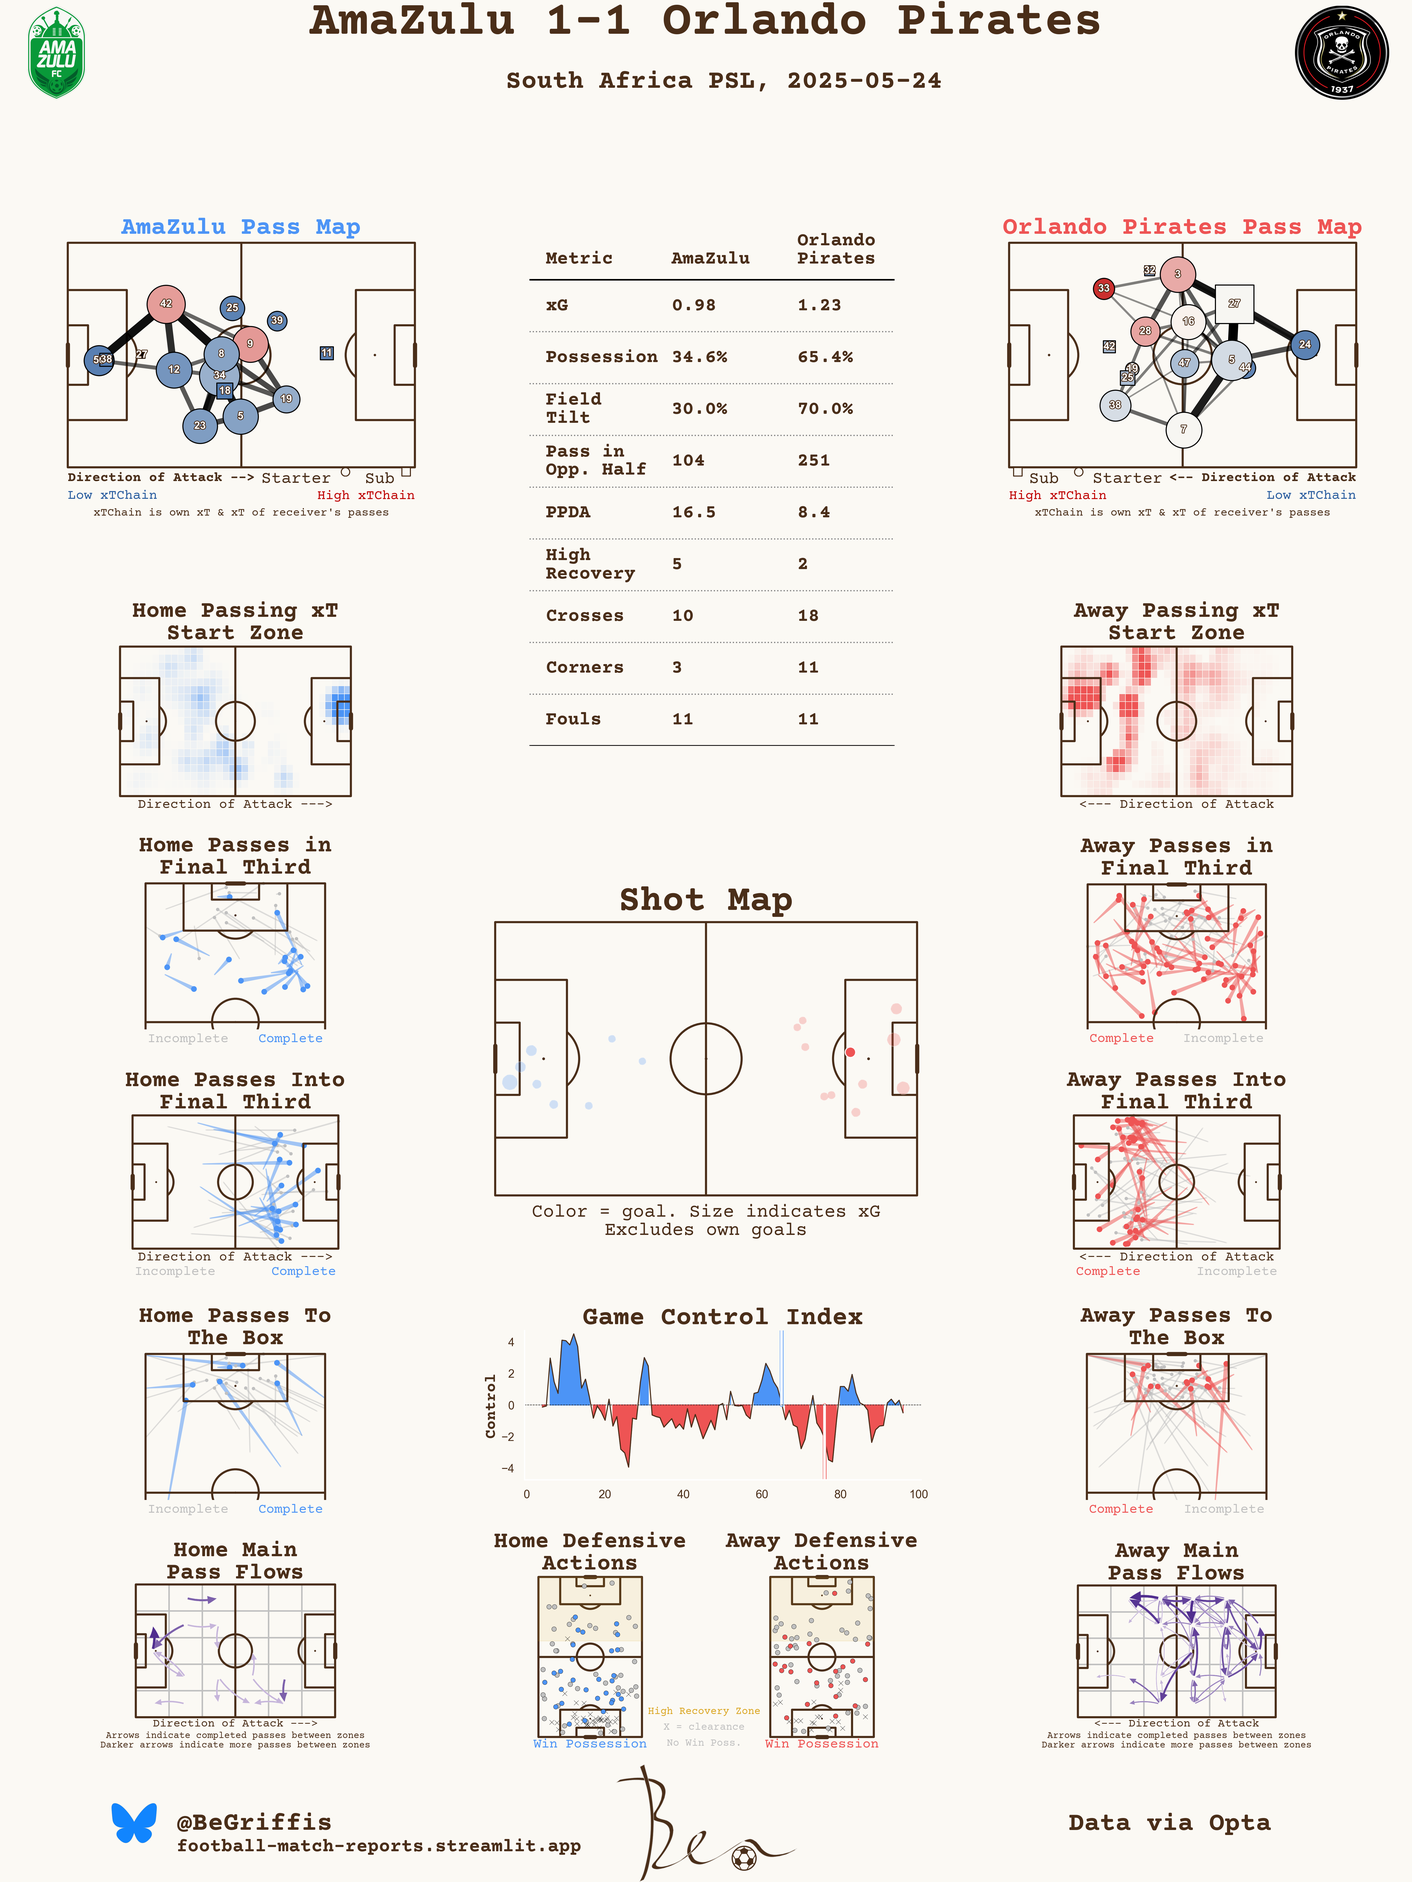 AmaZulu 1-1 Orlando Pirates
South Africa PSL, 2025-05-24
AMA
ZULU
FC
ORLANDO
PIRATES
1937
AmaZulu Pass Map
42
25
39
9
8
27
38
12
34
18
11
19
5
23
Direction of Attack --> Starter Sub
Low xTChain High xTChain
xTChain is own xT & xT of receiver's passes
Metric AmaZulu Orlando Pirates
xG 0.98 1.23
Possession 34.6% 65.4%
Field Tilt 30.0% 70.0%
Pass in Opp. Half 104 251
PPDA 16.5 8.4
High Recovery 5 2
Crosses 10 18
Corners 3 11
Fouls 11 11
Orlando Pirates Pass Map
32
3
33
27
16
28
42
24
5
47
44
19
25
38
7
Sub Starter <-- Direction of Attack
High xTChain Low xTChain
xTChain is own xT & xT of receiver's passes
Home Passing xT
Start Zone
Direction of Attack --->
Away Passing xT
Start Zone
<--- Direction of Attack
Home Passes in
Final Third
Incomplete Complete
Away Passes in
Final Third
Complete Incomplete
Shot Map
Color = goal. Size indicates xG
Excludes own goals
Home Passes Into
Final Third
Direction of Attack --->
Incomplete Complete
Away Passes Into
Final Third
<--- Direction of Attack
Complete Incomplete
Home Passes To
The Box
Incomplete Complete
Game Control Index
Control
4
2
0
−2
−4
0 20 40 60 80 100
Away Passes To
The Box
Complete Incomplete
Home Main
Pass Flows
Direction of Attack --->
Arrows indicate completed passes between zones
Darker arrows indicate more passes between zones
Home Defensive
Actions
Win Possession
Away Defensive
Actions
Win Possession
High Recovery Zone
X = clearance
No Win Poss.
Away Main
Pass Flows
<--- Direction of Attack
Arrows indicate completed passes between zones
Darker arrows indicate more passes between zones
@BeGriffis
football-match-reports.streamlit.app
Ben
Data via Opta